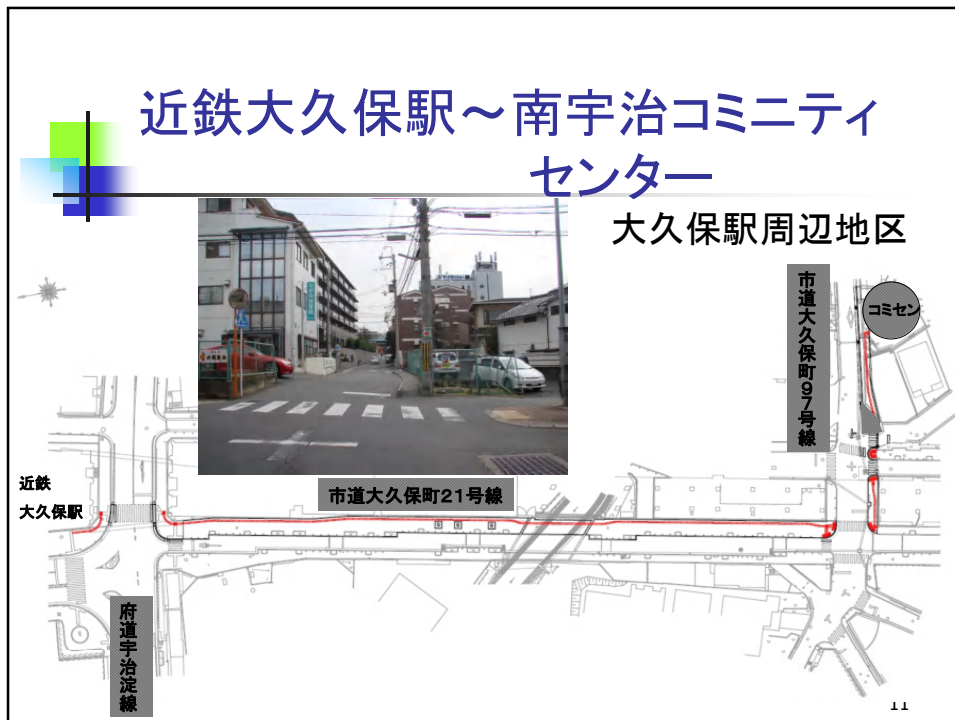 近鉄大久保駅～南宇治コミニティ
センター
大久保駅周辺地区
市道大久保町９７号線
コミセン
近鉄
大久保駅
市道大久保町２１号線
府道宇治淀線
11